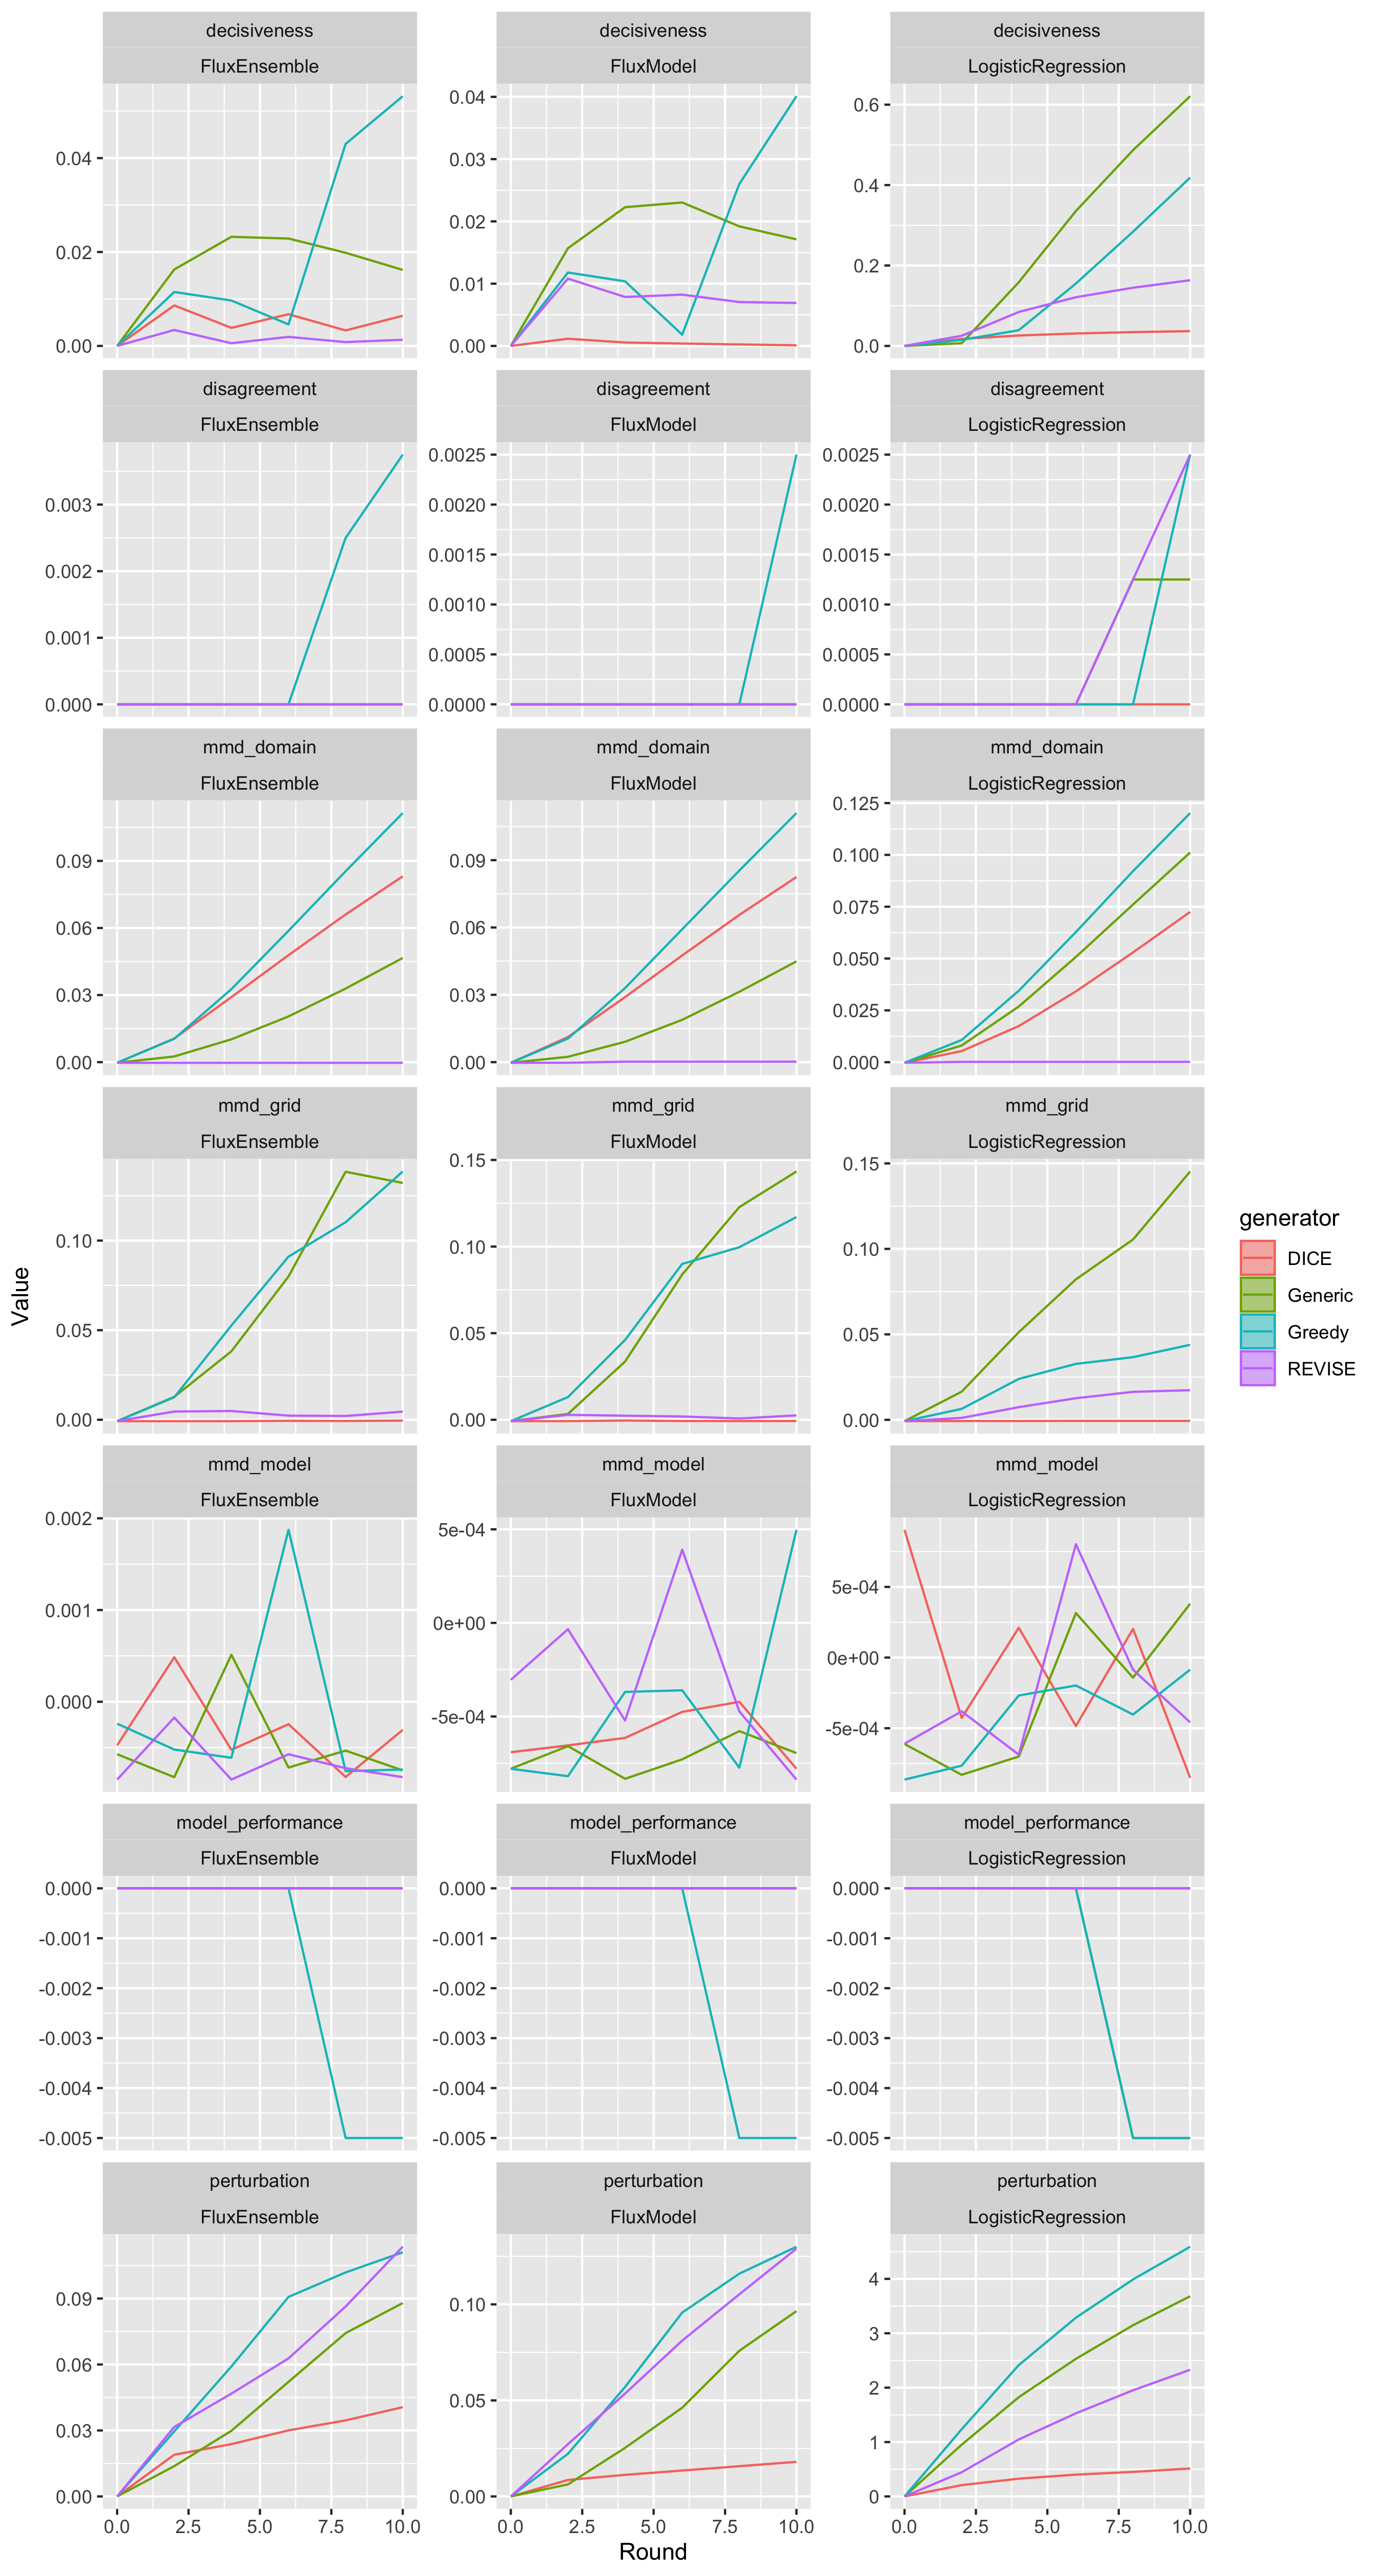 decisiveness
FluxEnsemble
0.04
0.02
0.00
decisiveness
FluxModel
0.04
0.03
0.02
0.01
0.00
decisiveness
LogisticRegression
0.6
0.4
0.2
0.0
disagreement
FluxEnsemble
0.003
0.002
0.001
0.000
disagreement
FluxModel
0.0025
0.0020
0.0015
0.0010
0.0005
0.0000
disagreement
LogisticRegression
0.0025
0.0020
0.0015
0.0010
0.0005
0.0000
mmd_domain
FluxEnsemble
0.09
0.06
0.03
0.00
mmd_domain
FluxModel
0.09
0.06
0.03
0.00
mmd_domain
LogisticRegression
0.125
0.100
0.075
0.050
0.025
0.000
mmd_grid
FluxEnsemble
0.10
0.05
0.00
mmd_grid
FluxModel
0.15
0.10
0.05
0.00
mmd_grid
LogisticRegression
0.15
0.10
0.05
0.00
mmd_model
FluxEnsemble
0.002
0.001
0.000
mmd_model
FluxModel
5e-04
0e+00
-5e-04
mmd_model
LogisticRegression
5e-04
0e+00
-5e-04
model_performance
FluxEnsemble
0.000
-0.001
-0.002
-0.003
-0.004
-0.005
model_performance
FluxModel
0.000
-0.001
-0.002
-0.003
-0.004
-0.005
model_performance
LogisticRegression
0.000
-0.001
-0.002
-0.003
-0.004
-0.005
perturbation
FluxEnsemble
0.09
0.06
0.03
0.00
0.0 2.5 5.0 7.5 10.0
perturbation
FluxModel
0.10
0.05
0.00
0.0 2.5 5.0 7.5 10.0
perturbation
LogisticRegression
4
3
2
1
0
0.0 2.5 5.0 7.5 10.0
Value
Round
generator
DICE
Generic
Greedy
REVISE